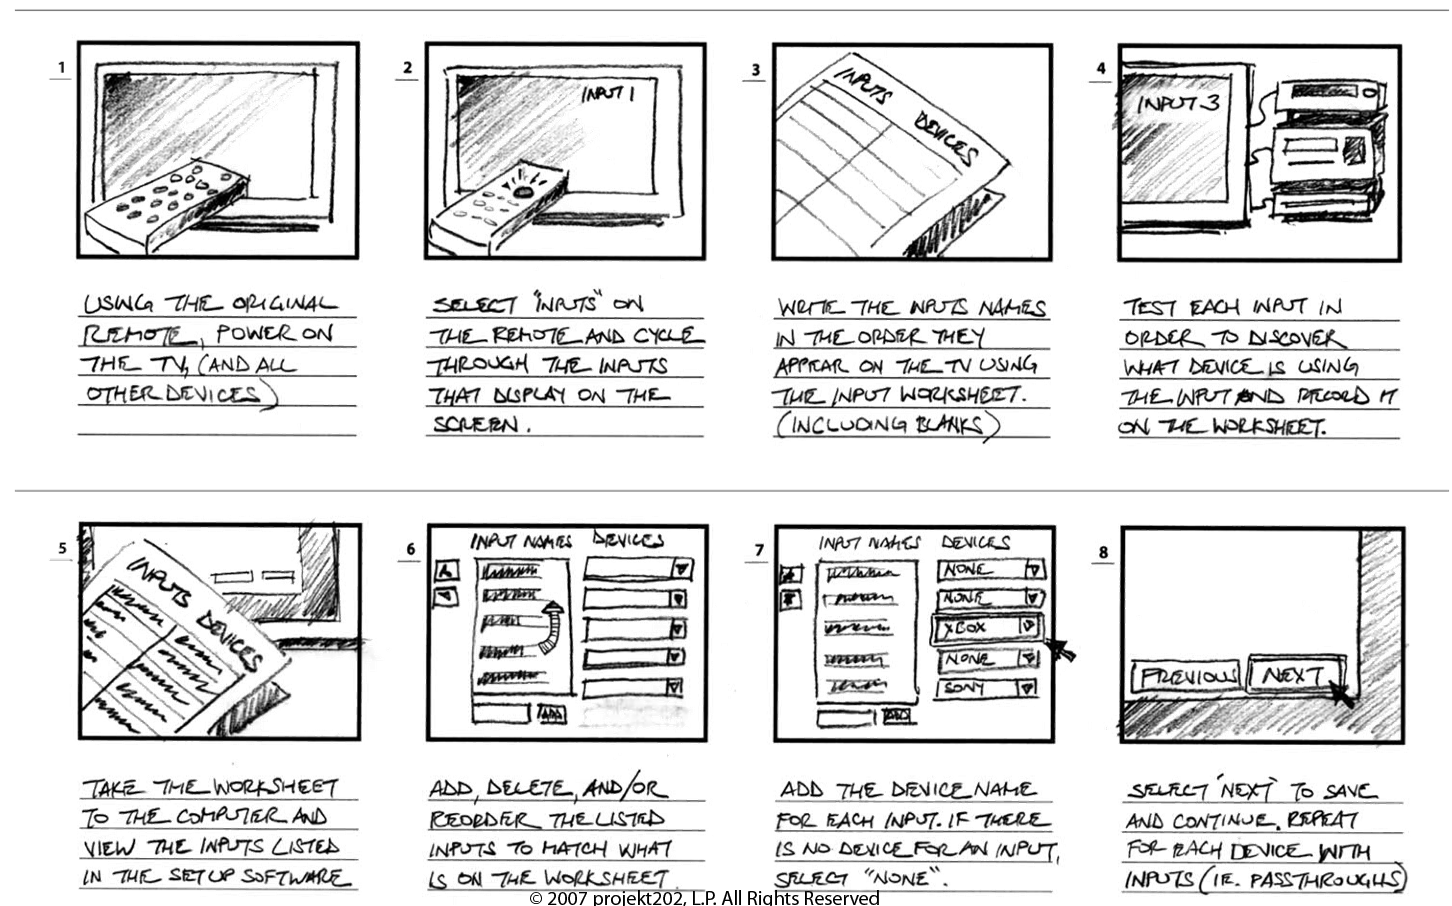 1
USING THE ORIGINAL
REMOTE, POWER ON
THE TV, (AND ALL
OTHER DEVICES)
2
INPUT 1
SELECT "INPUTS" ON
THE REMOTE AND CYCLE
THROUGH THE INPUTS
THAT DISPLAY ON THE
SCREEN.
3
INPUTS DEVICES
WRITE THE INPUTS NAMES
IN THE ORDER THEY
APPEAR ON THE TV USING
THE INPUT WORKSHEET.
(INCLUDING BLANKS)
4
INPUT 3
TEST EACH INPUT IN
ORDER TO DISCOVER
WHAT DEVICE IS USING
THE INPUT AND RECORD IT
ON THE WORKSHEET.
5
INPUTS DEVICES
TAKE THE WORKSHEET
TO THE COMPUTER AND
VIEW THE INPUTS LISTED
IN THE SETUP SOFTWARE
6
INPUT NAMES DEVICES
ADD
ADD, DELETE, AND/OR
REORDER THE LISTED
INPUTS TO MATCH WHAT
IS ON THE WORKSHEET.
7
INPUT NAMES DEVICES
NONE
NONE
XBOX
NONE
SONY
ADD
ADD THE DEVICE NAME
FOR EACH INPUT. IF THERE
IS NO DEVICE FOR AN INPUT,
SELECT "NONE".
8
PREVIOUS NEXT
SELECT "NEXT" TO SAVE
AND CONTINUE. REPEAT
FOR EACH DEVICE WITH
INPUTS (IE. PASSTHROUGHS)
© 2007 projekt202, L.P. All Rights Reserved